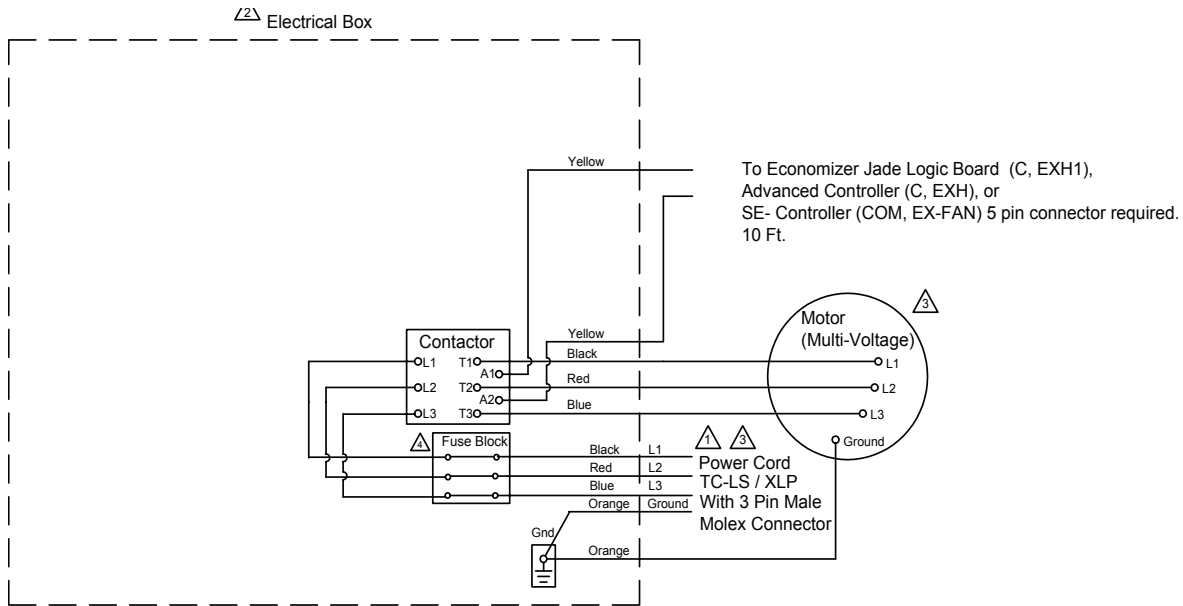 2 Electrical Box
Yellow
To Economizer Jade Logic Board (C, EXH1),
Advanced Controller (C, EXH), or
SE- Controller (COM, EX-FAN) 5 pin connector required.
10 Ft.
3
Motor
(Multi-Voltage)
L1
L2
L3
Ground
Contactor
L1 T1
A1
L2 T2
A2
L3 T3
Yellow
Black
Red
Blue
4 Fuse Block
Black L1
Red L2
Blue L3
Orange Ground
1 3
Power Cord
TC-LS / XLP
With 3 Pin Male
Molex Connector
Gnd
Orange